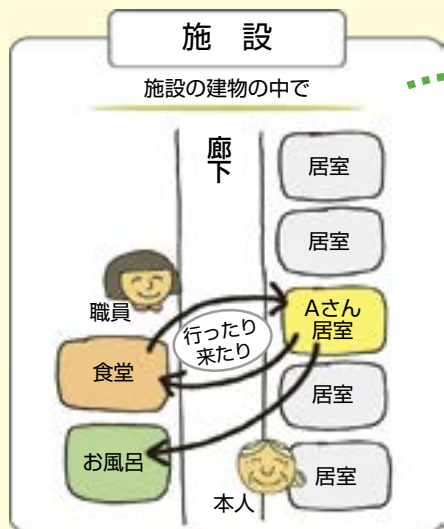 施 設
施設の建物の中で
廊下
居室
居室
職員
Aさん
居室
行ったり
来たり
食堂
居室
お風呂
居室
本人